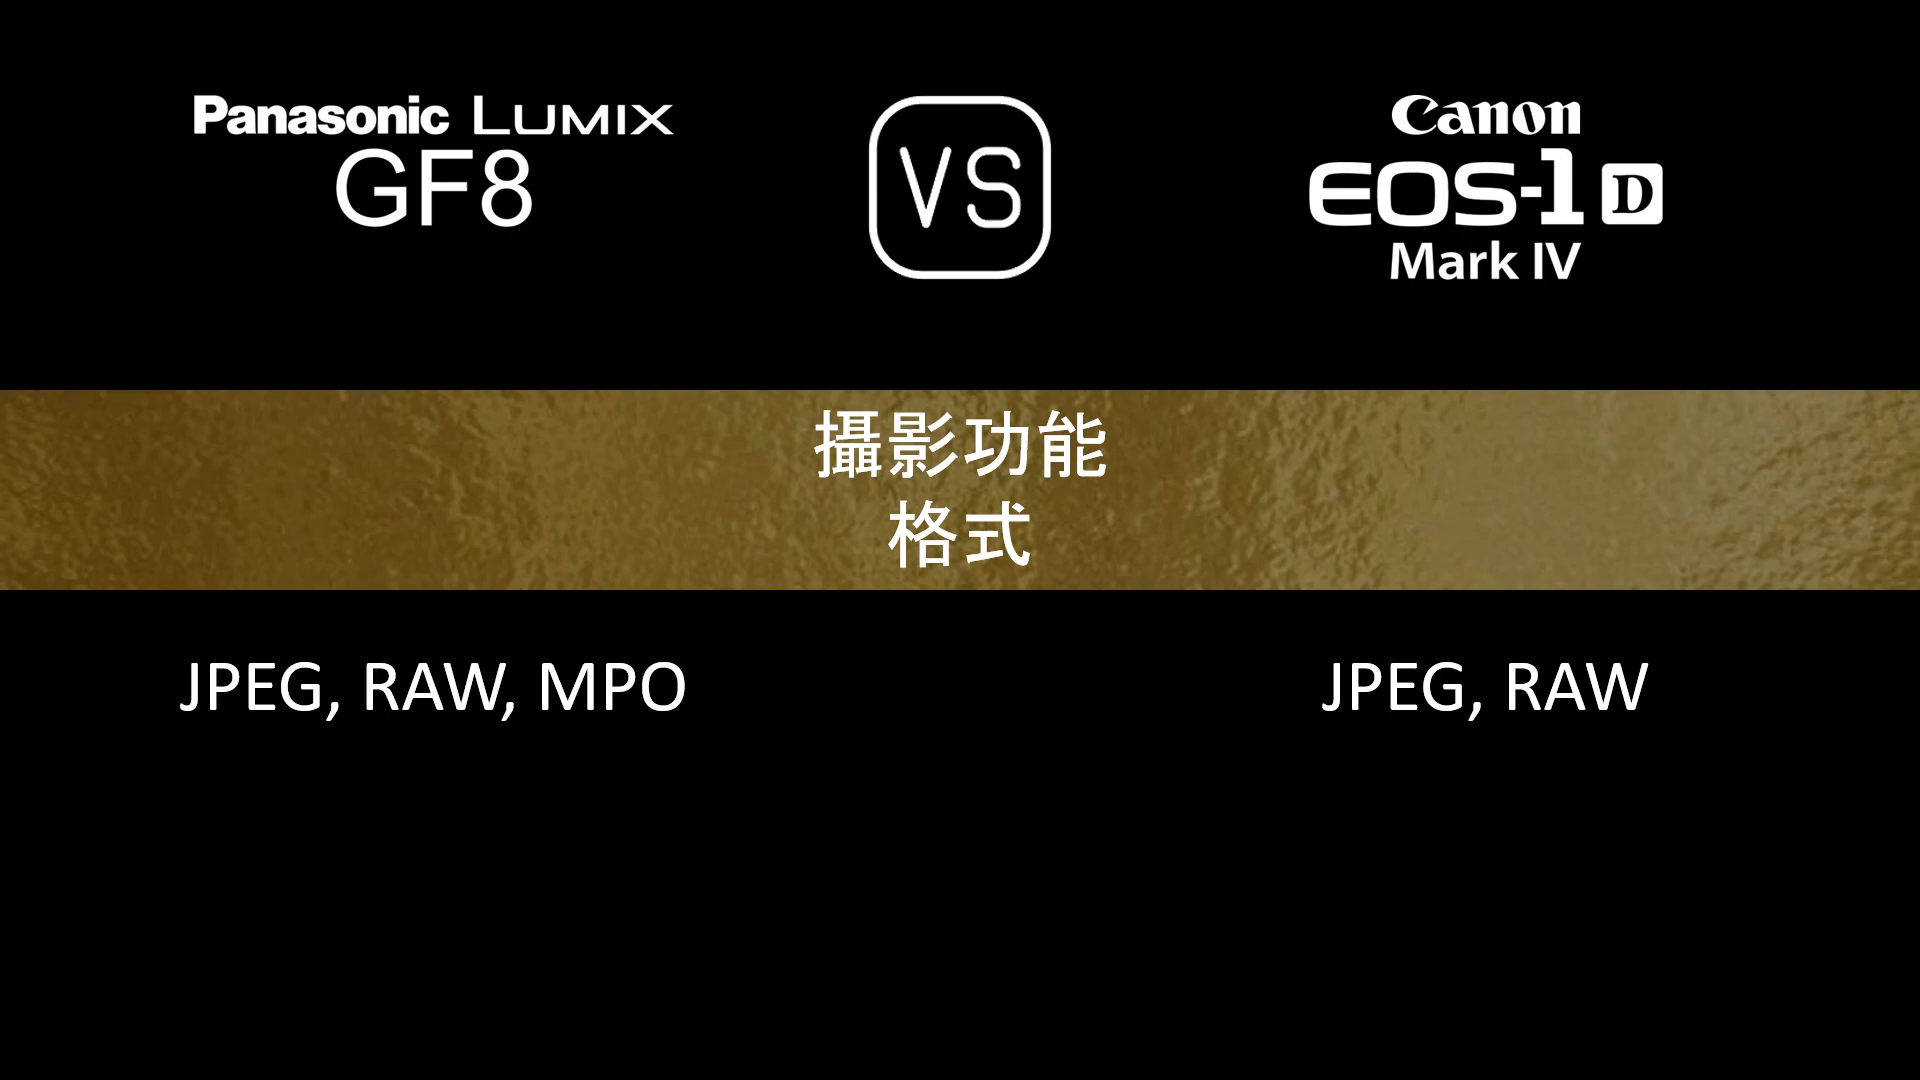 Panasonic LUMIX
GF8
VS
Canon
EOS-1 D
Mark IV
攝影功能
格式
JPEG, RAW, MPO
JPEG, RAW